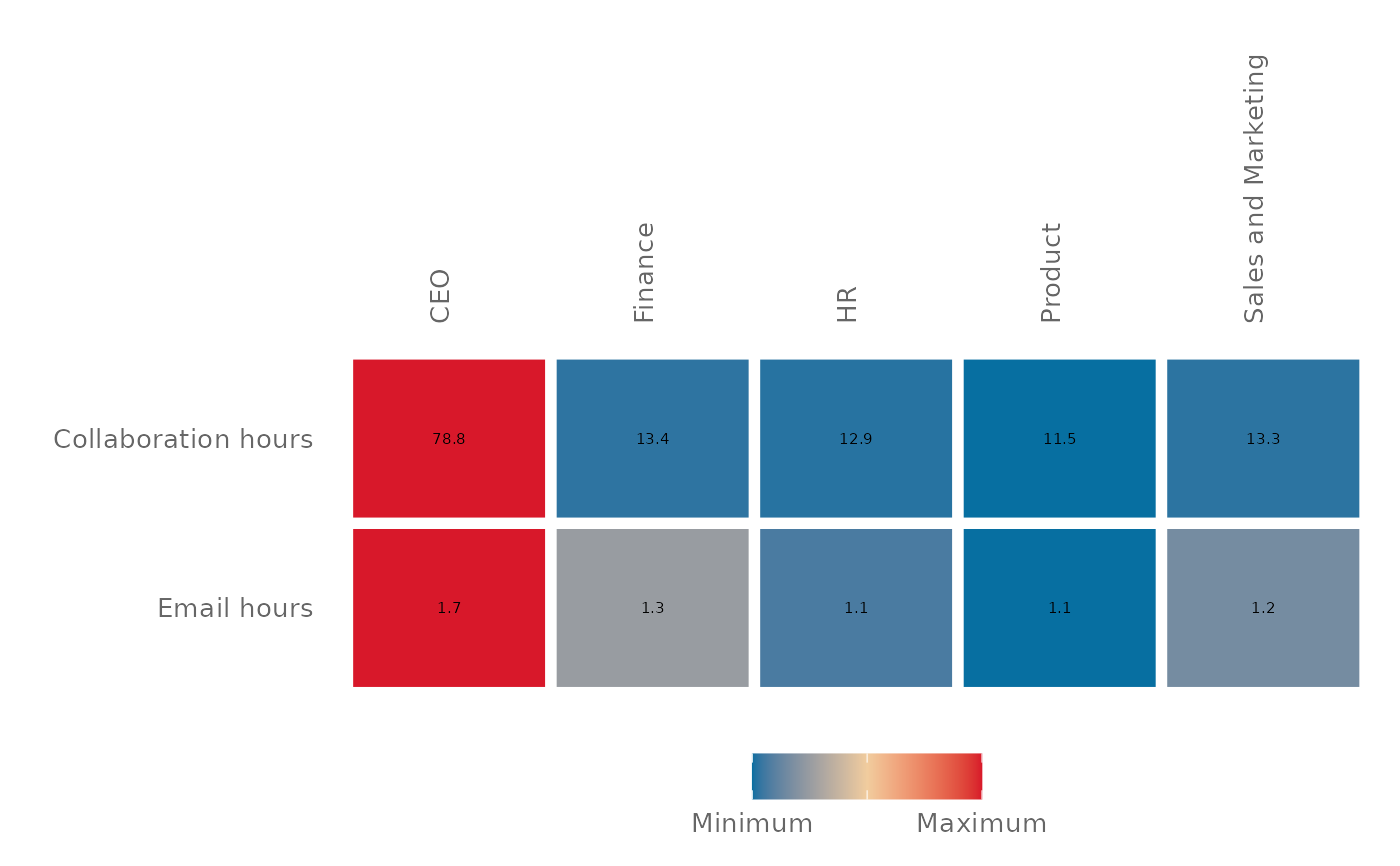 CEO
Finance
HR
Product
Sales and Marketing
Collaboration hours
78.8
13.4
12.9
11.5
13.3
Email hours
1.7
1.3
1.1
1.1
1.2
Minimum
Maximum